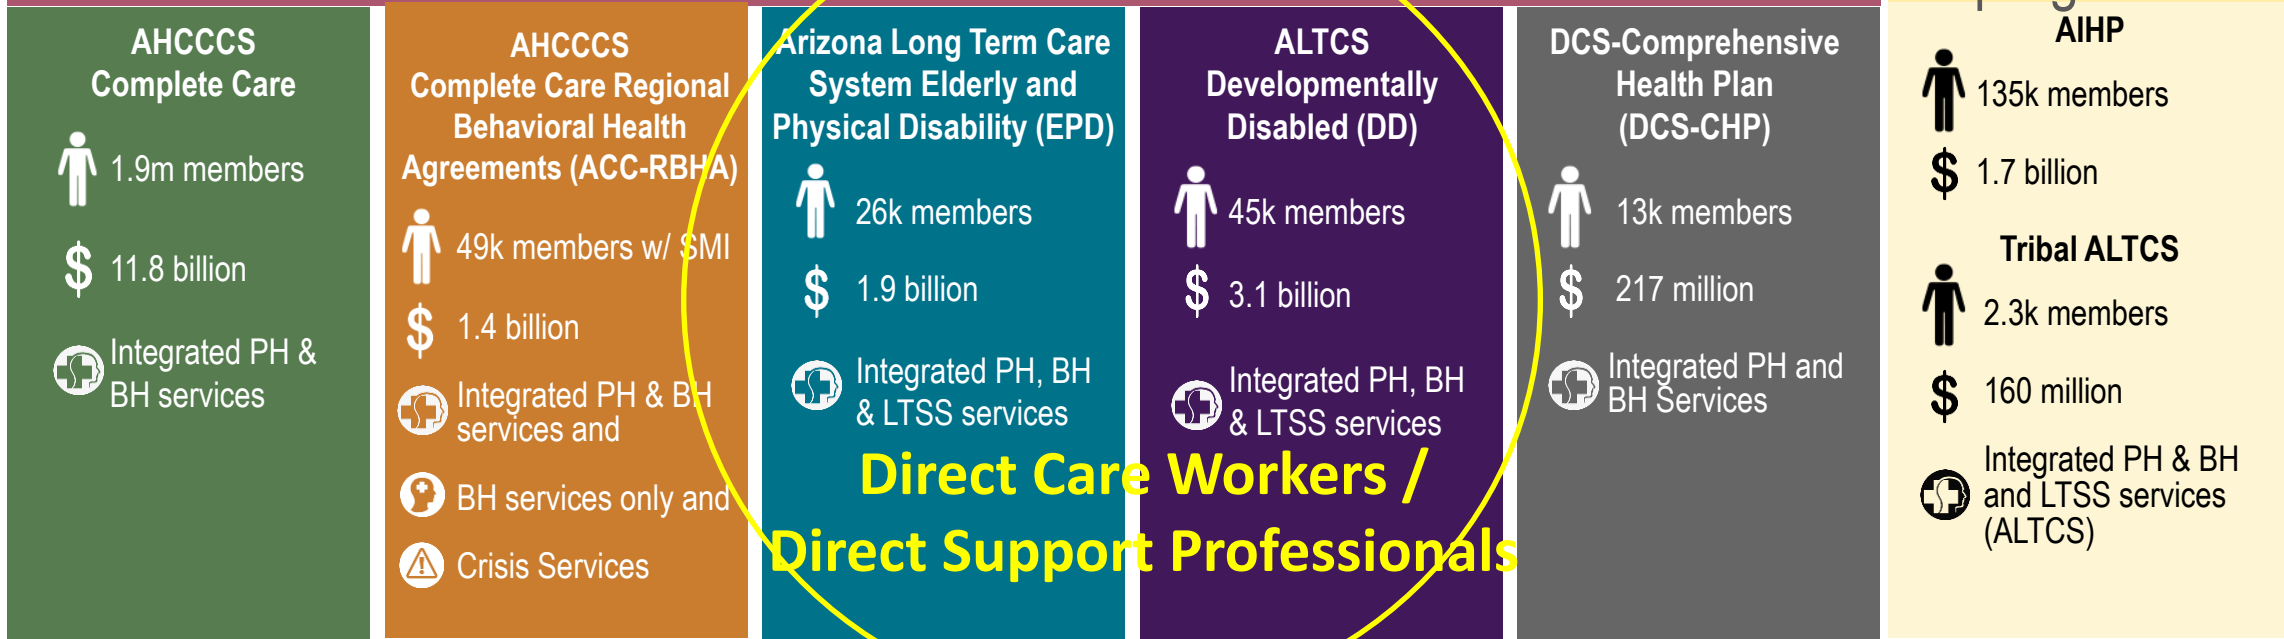 AHCCCS
Complete Care
1.9m members
$ 11.8 billion
Integrated PH &
BH services
AHCCCS
Complete Care Regional
Behavioral Health
Agreements (ACC-RBHA)
49k members w/ SMI
$ 1.4 billion
Integrated PH & BH
services and
BH services only and
Crisis Services
Arizona Long Term Care
System Elderly and
Physical Disability (EPD)
26k members
$ 1.9 billion
Integrated PH, BH
& LTSS services
ALTCS
Developmentally
Disabled (DD)
45k members
$ 3.1 billion
Integrated PH, BH
& LTSS services
Direct Care Workers /
Direct Support Professionals
DCS-Comprehensive
Health Plan
(DCS-CHP)
13k members
$ 217 million
Integrated PH and
BH Services
AIHP
135k members
$ 1.7 billion
Tribal ALTCS
2.3k members
$ 160 million
Integrated PH & BH
and LTSS services
(ALTCS)